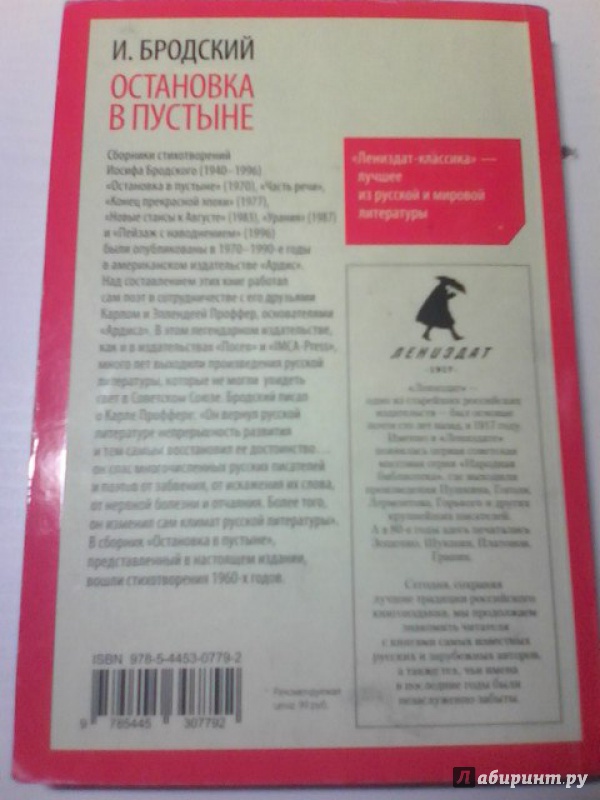 И. БРОДСКИЙ
ОСТАНОВКА
В ПУСТЫНЕ
Сборники стихотворений
Иосифа Бродского (1940–1996)
«Остановка в пустыне» (1970), «Часть речи»,
«Конец прекрасной эпохи» (1977),
«Новые стансы к Августе» (1983), «Урания» (1987)
и «Пейзаж с наводнением» (1996)
были опубликованы в 1970–1990-е годы
в американском издательстве «Ардис».
Над составлением этих книг работал
сам поэт в сотрудничестве с его друзьями
Карлом и Эллендеей Проффер, основателями
«Ардиса». В этом легендарном издательстве,
как и в издательствах «Посев» и «IMCA-Press»,
много лет выходили произведения русской
литературы, которые не могли увидеть
свет в Советском Союзе. Бродский писал
о Карле Проффере: «Он вернул русской
литературе непрерывность развития
и тем самым восстановил ее достоинство…
он спас многочисленных русских писателей
и поэтов от забвения, от искажения их слова,
от нервной болезни и отчаяния. Более того,
он изменил сам климат русской литературы».
В сборник «Остановка в пустыне»,
представленный в настоящем издании,
вошли стихотворения 1960-х годов.
«Лениздат-классика» —
лучшее
из русской и мировой
литературы
ЛЕНИЗДАТ
·1917·
«Лениздат» —
одно из старейших российских
издательств — был основан
почти сто лет назад, в 1917 году.
Именно в «Лениздате»
появилась первая советская
массовая серия «Народная
библиотека», где выходили
произведения Пушкина, Гоголя,
Лермонтова, Горького и других
крупнейших писателей.
А в 80-е годы здесь печатались
Зощенко, Шукшин, Платонов,
Гранин.
Сегодня, сохраняя
лучшие традиции российского
книгоиздания, мы продолжаем
знакомить читателя
с книгами самых известных
русских и зарубежных авторов,
а также тех, чьи имена
в последние годы были
незаслуженно забыты.
ISBN 978-5-4453-0779-2
9 785445 307792
* Рекомендуемая
цена: 99 руб.
Лабиринт.ру